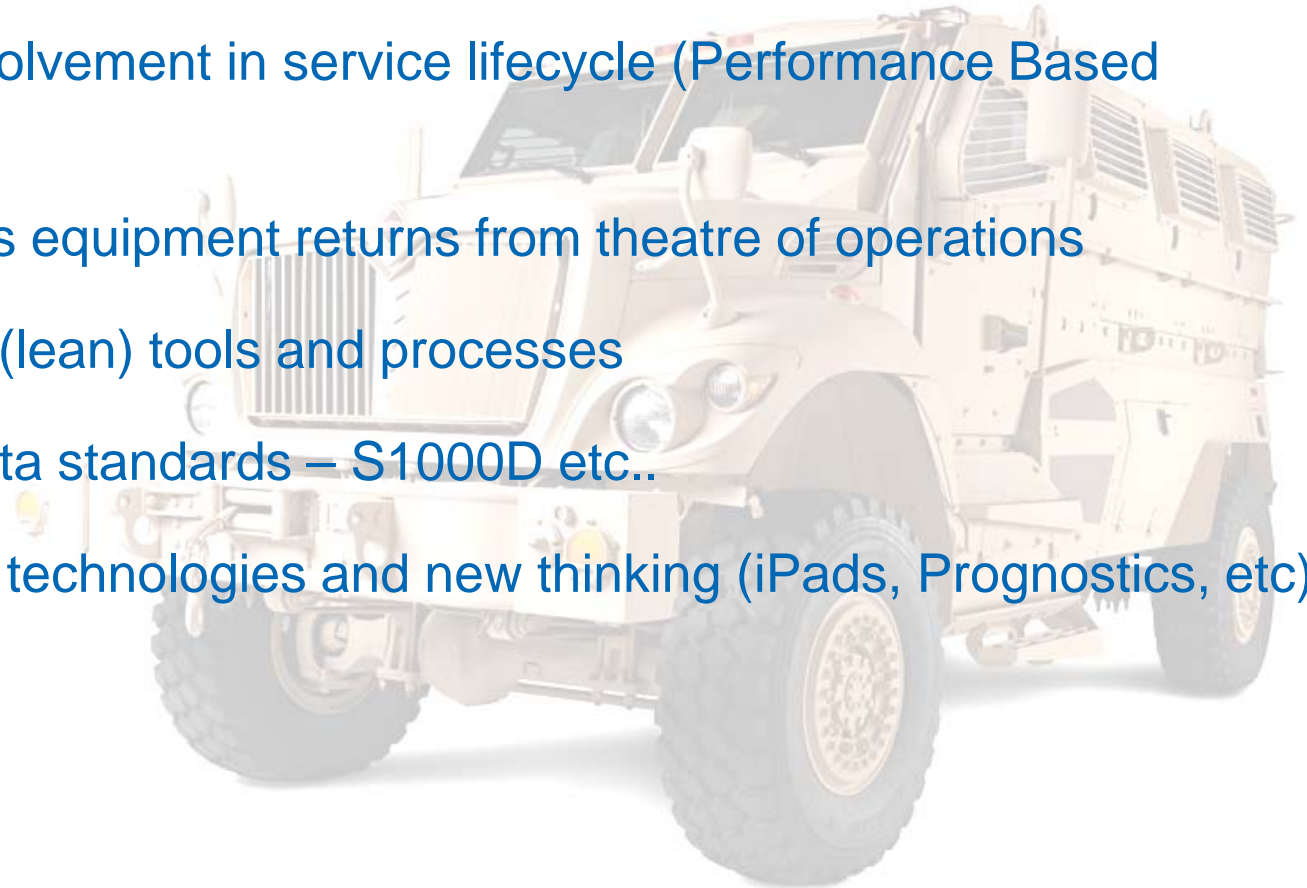 olvement in service lifecycle (Performance Based
s equipment returns from theatre of operations
(lean) tools and processes
ta standards – S1000D etc..
technologies and new thinking (iPads, Prognostics, etc)